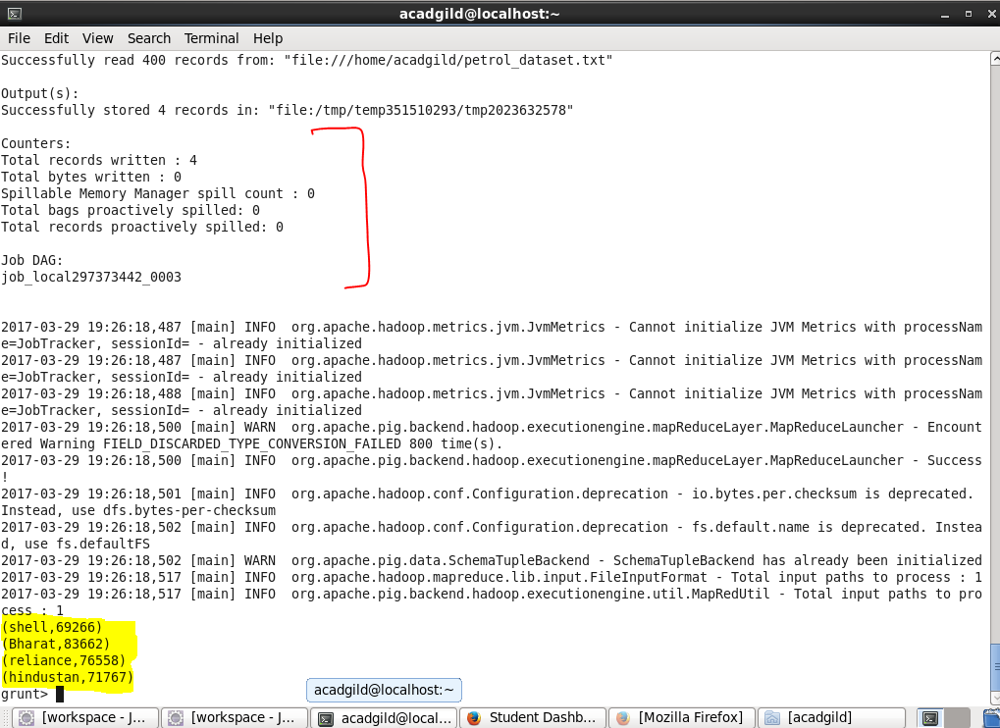 acadgild@localhost:~
File Edit View Search Terminal Help
Successfully read 400 records from: "file:///home/acadgild/petrol_dataset.txt"
Output(s):
Successfully stored 4 records in: "file:/tmp/temp351510293/tmp2023632578"
Counters:
Total records written : 4
Total bytes written : 0
Spillable Memory Manager spill count : 0
Total bags proactively spilled: 0
Total records proactively spilled: 0
Job DAG:
job_local297373442_0003
2017-03-29 19:26:18,487 [main] INFO  org.apache.hadoop.metrics.jvm.JvmMetrics - Cannot initialize JVM Metrics with processNam
e=JobTracker, sessionId= - already initialized
2017-03-29 19:26:18,487 [main] INFO  org.apache.hadoop.metrics.jvm.JvmMetrics - Cannot initialize JVM Metrics with processNam
e=JobTracker, sessionId= - already initialized
2017-03-29 19:26:18,488 [main] INFO  org.apache.hadoop.metrics.jvm.JvmMetrics - Cannot initialize JVM Metrics with processNam
e=JobTracker, sessionId= - already initialized
2017-03-29 19:26:18,500 [main] WARN  org.apache.pig.backend.hadoop.executionengine.mapReduceLayer.MapReduceLauncher - Encount
ered Warning FIELD_DISCARDED_TYPE_CONVERSION_FAILED 800 time(s).
2017-03-29 19:26:18,500 [main] INFO  org.apache.pig.backend.hadoop.executionengine.mapReduceLayer.MapReduceLauncher - Success
!
2017-03-29 19:26:18,501 [main] INFO  org.apache.hadoop.conf.Configuration.deprecation - io.bytes.per.checksum is deprecated.
Instead, use dfs.bytes-per-checksum
2017-03-29 19:26:18,502 [main] INFO  org.apache.hadoop.conf.Configuration.deprecation - fs.default.name is deprecated. Instea
d, use fs.defaultFS
2017-03-29 19:26:18,502 [main] WARN  org.apache.pig.data.SchemaTupleBackend - SchemaTupleBackend has already been initialized
2017-03-29 19:26:18,517 [main] INFO  org.apache.hadoop.mapreduce.lib.input.FileInputFormat - Total input paths to process : 1
2017-03-29 19:26:18,517 [main] INFO  org.apache.pig.backend.hadoop.executionengine.util.MapRedUtil - Total input paths to pro
cess : 1
(shell,69266)
(Bharat,83662)
(reliance,76558)
(hindustan,71767)
grunt>
acadgild@localhost:~
[workspace - J... [workspace - J... acadgild@local... Student Dashb... [Mozilla Firefox] [acadgild]